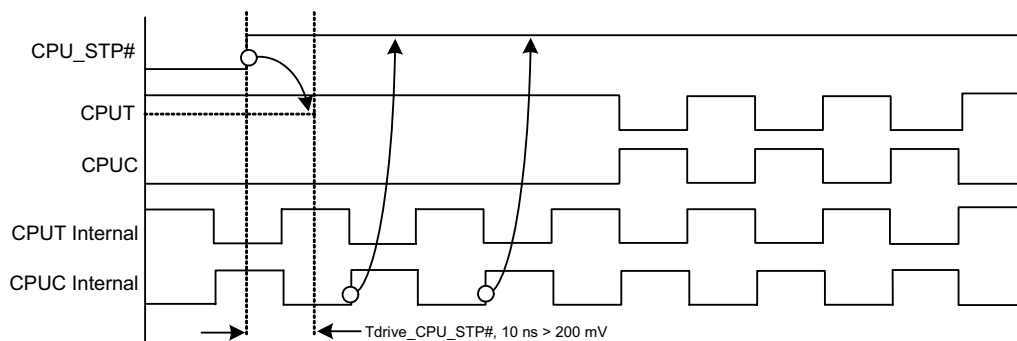 CPU_STP#
CPUT
CPUC
CPUT Internal
CPUC Internal
Tdrive_CPU_STP#, 10 ns > 200 mV